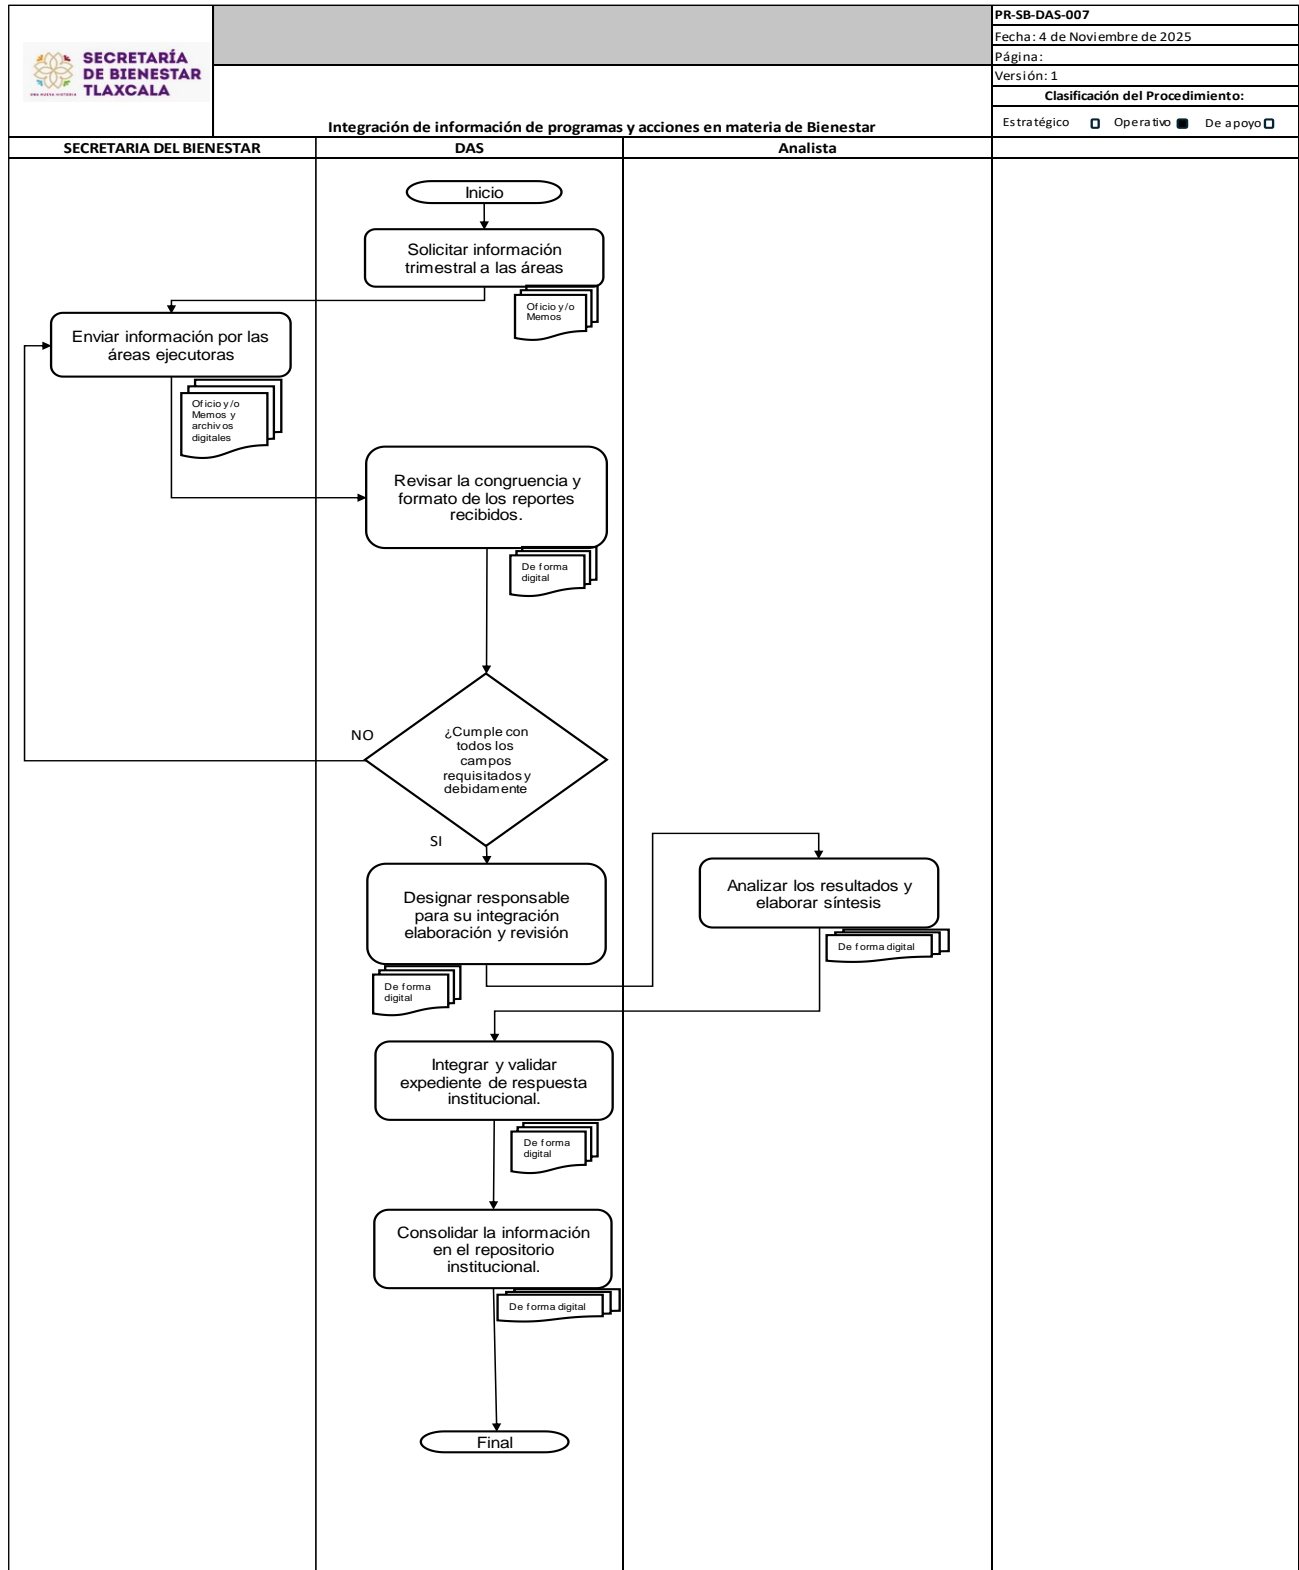 PR-SB-DAS-007
Fecha: 4 de Noviembre de 2025
Página:
Versión: 1
Clasificación del Procedimiento:
Estratégico Operativo De apoyo
SECRETARÍA
DE BIENESTAR
TLAXCALA
UNA NUEVA HISTORIA
Integración de información de programas y acciones en materia de Bienestar
SECRETARIA DEL BIENESTAR
DAS
Analista
Inicio
Solicitar información
trimestral a las áreas
Oficio y/o
Memos
Enviar información por las
áreas ejecutoras
Oficio y/o
Memos y
archivos
digitales
Revisar la congruencia y
formato de los reportes
recibidos.
De forma
digital
NO
¿Cumple con
todos los
campos
requisitados y
debidamente
SI
Designar responsable
para su integración
elaboración y revisión
De forma
digital
Analizar los resultados y
elaborar síntesis
De forma digital
Integrar y validar
expediente de respuesta
institucional.
De forma
digital
Consolidar la información
en el repositorio
institucional.
De forma digital
Final